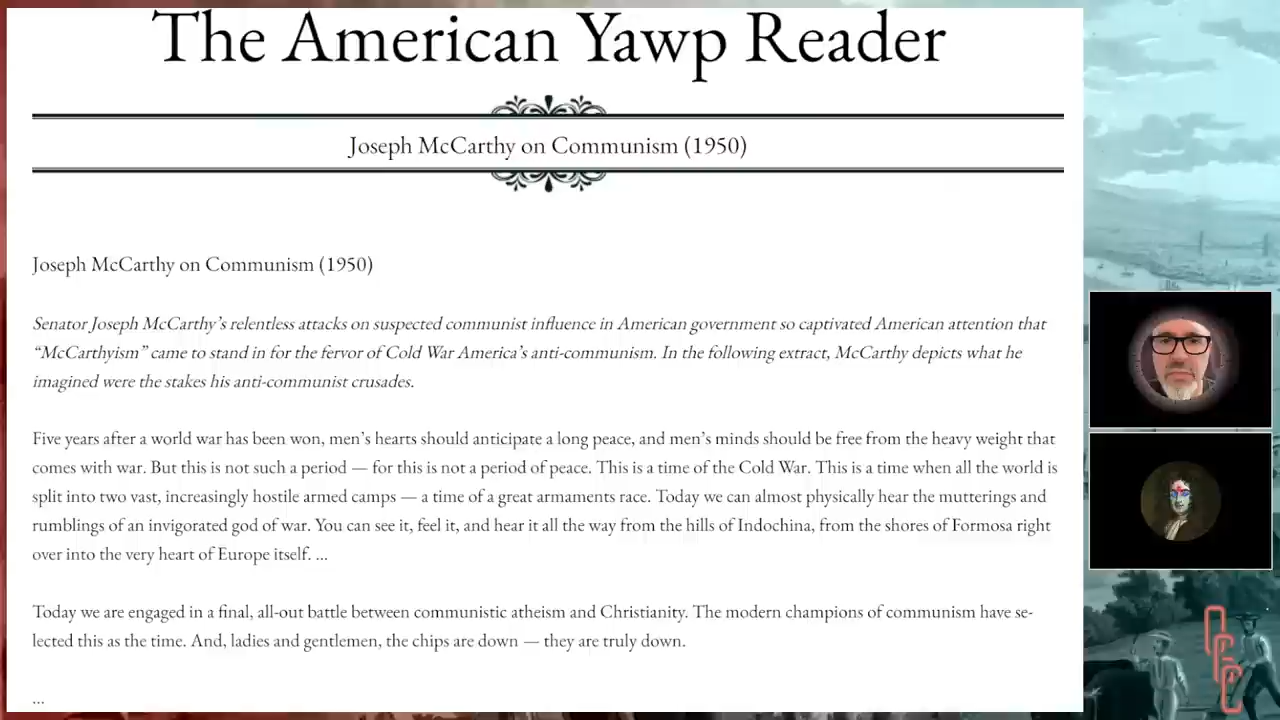 The American Yawp Reader
Joseph McCarthy on Communism (1950)
Joseph McCarthy on Communism (1950)
Senator Joseph McCarthy’s relentless attacks on suspected communist influence in American government so captivated American attention that
“McCarthyism” came to stand in for the fervor of Cold War America’s anti-communism. In the following extract, McCarthy depicts what he
imagined were the stakes his anti-communist crusades.
Five years after a world war has been won, men’s hearts should anticipate a long peace, and men’s minds should be free from the heavy weight that
comes with war. But this is not such a period — for this is not a period of peace. This is a time of the Cold War. This is a time when all the world is
split into two vast, increasingly hostile armed camps — a time of a great armaments race. Today we can almost physically hear the mutterings and
rumblings of an invigorated god of war. You can see it, feel it, and hear it all the way from the hills of Indochina, from the shores of Formosa right
over into the very heart of Europe itself. ...
Today we are engaged in a final, all-out battle between communistic atheism and Christianity. The modern champions of communism have se-
lected this as the time. And, ladies and gentlemen, the chips are down — they are truly down.
...